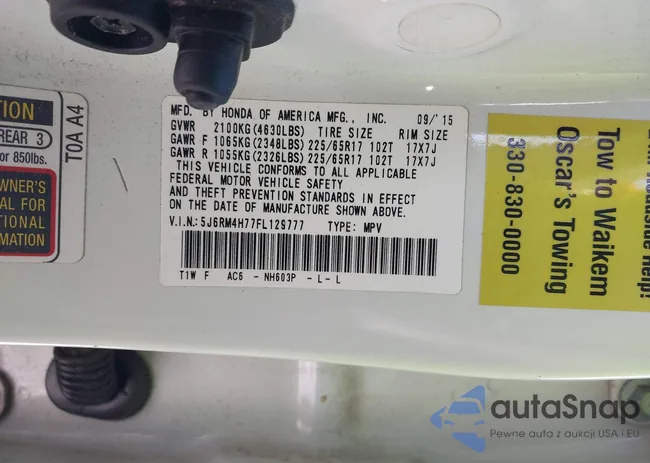 TION
REAR 3
or 850lbs.
WNER'S
L FOR
TIONAL
RMATION
T0A A4
MFD. BY HONDA OF AMERICA MFG., INC. 09/'15
GVWR 2100KG(4630LBS) TIRE SIZE RIM SIZE
GAWR F 1065KG(2348LBS) 225/65R17 102T 17X7J
GAWR R 1055KG(2326LBS) 225/65R17 102T 17X7J
THIS VEHICLE CONFORMS TO ALL APPLICABLE
FEDERAL MOTOR VEHICLE SAFETY
AND THEFT PREVENTION STANDARDS IN EFFECT
ON THE DATE OF MANUFACTURE SHOWN ABOVE.
V.I.N.: 5J6RM4H77FL129777 TYPE: MPV
T1W F AC6 - NH603P - L - L
Tow to Waikem
Oscar's Towing
330-830-0000
help!
autaSnap
Pewne auta z aukcji USA i EU